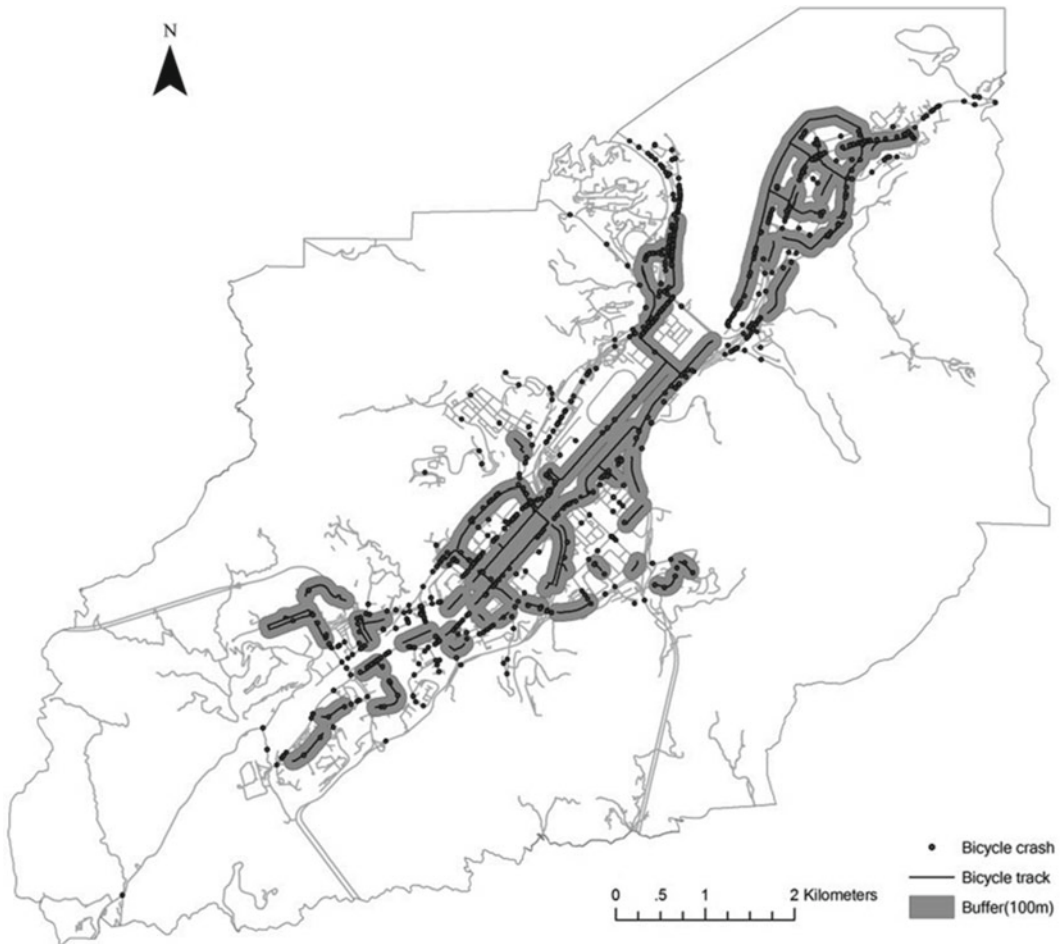 N
Bicycle crash
Bicycle track
Buffer(100m)
0 .5 1 2 Kilometers